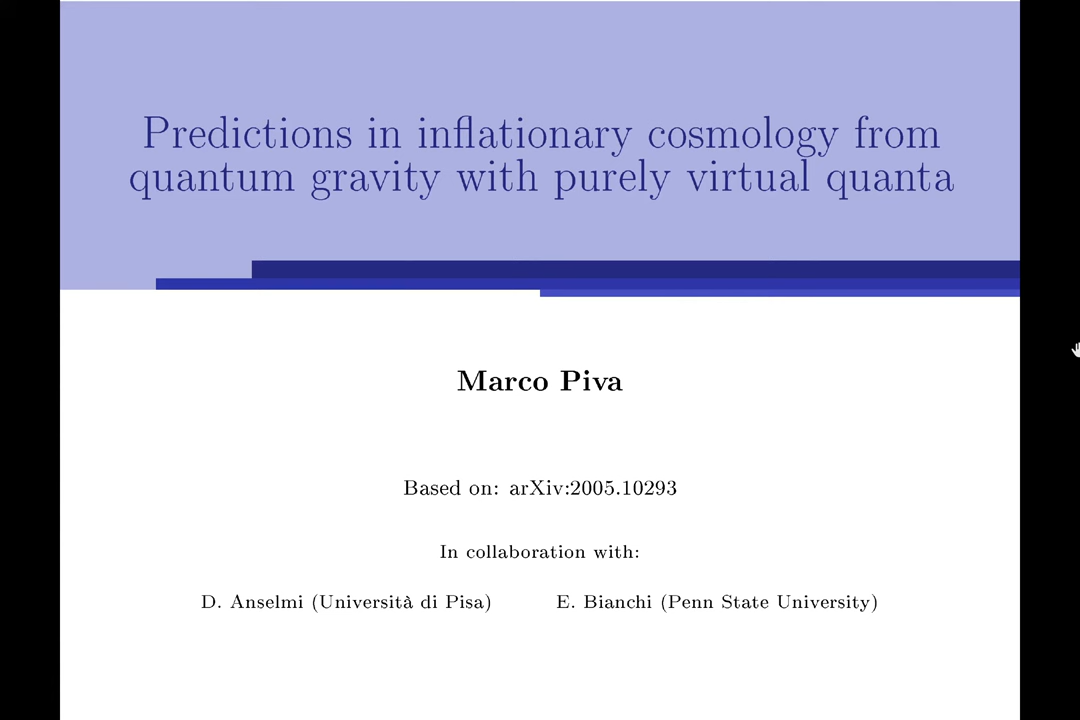 Predictions in inflationary cosmology from
quantum gravity with purely virtual quanta
Marco Piva
Based on: arXiv:2005.10293
In collaboration with:
D. Anselmi (Università di Pisa) E. Bianchi (Penn State University)